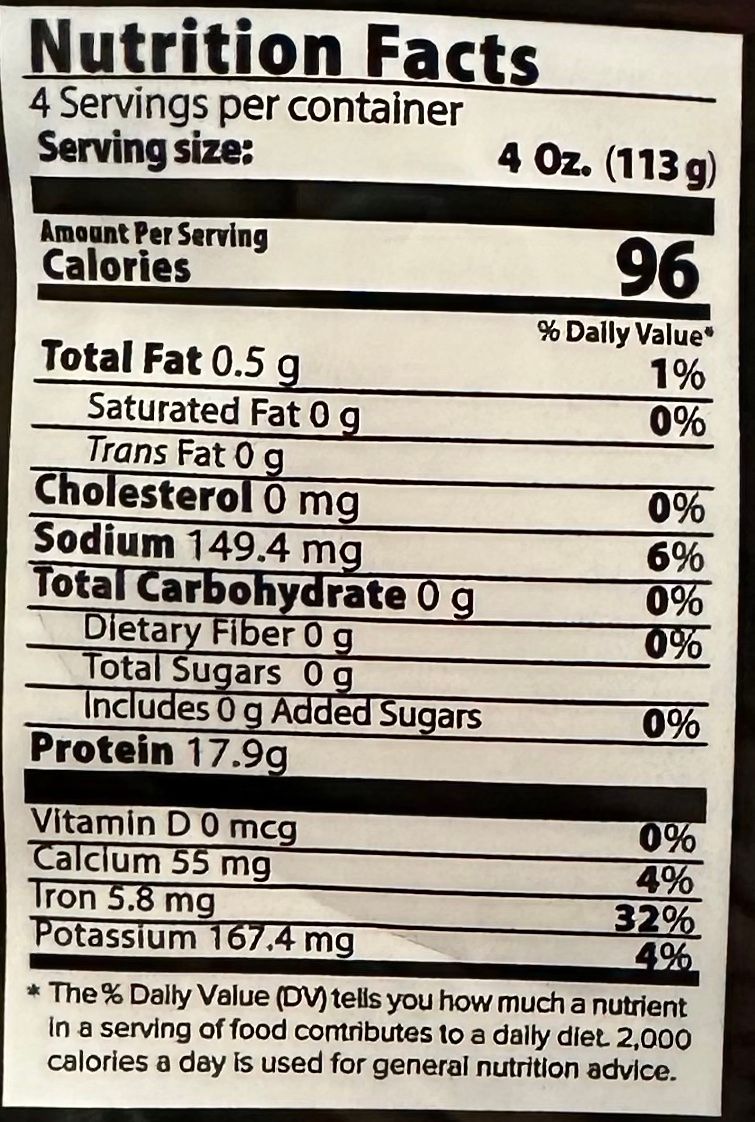 Nutrition Facts
4 Servings per container
Serving size: 4 Oz. (113 g)
Amount Per Serving
Calories 96
% Daily Value*
Total Fat 0.5 g 1%
Saturated Fat 0 g 0%
Trans Fat 0 g
Cholesterol 0 mg 0%
Sodium 149.4 mg 6%
Total Carbohydrate 0 g 0%
Dietary Fiber 0 g 0%
Total Sugars 0 g
Includes 0 g Added Sugars 0%
Protein 17.9g
Vitamin D 0 mcg 0%
Calcium 55 mg 4%
Iron 5.8 mg 32%
Potassium 167.4 mg 4%
* The % Daily Value (DV) tells you how much a nutrient
in a serving of food contributes to a daily diet. 2,000
calories a day is used for general nutrition advice.